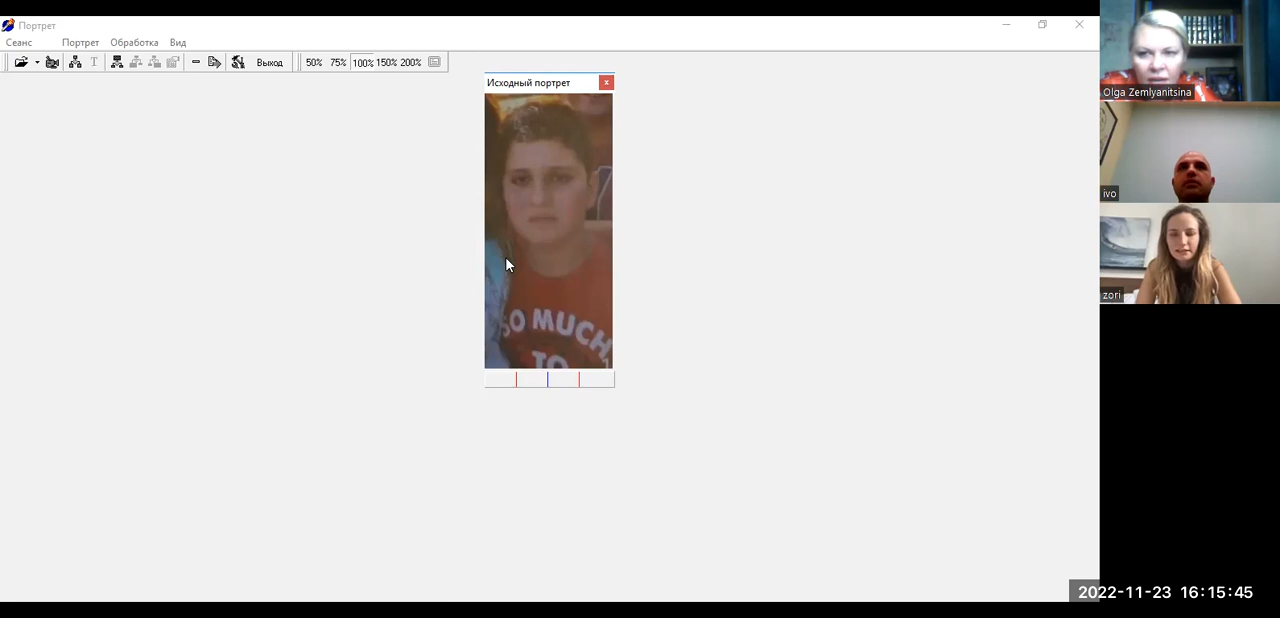 Портрет
Сеанс Портрет Обработка Вид
T Выход 50% 75% 100% 150% 200%
Исходный портрет
SO MUCH
TO
Olga Zemlyanitsina
ivo
zori
2022-11-23 16:15:45